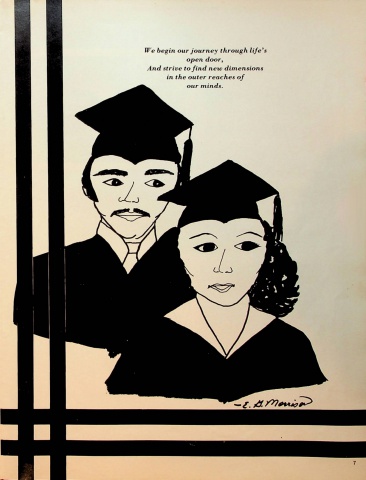 We begin our journey through life's
open door,
And strive to find new dimensions
in the outer reaches of
our minds.
—E. G. Morrison
7